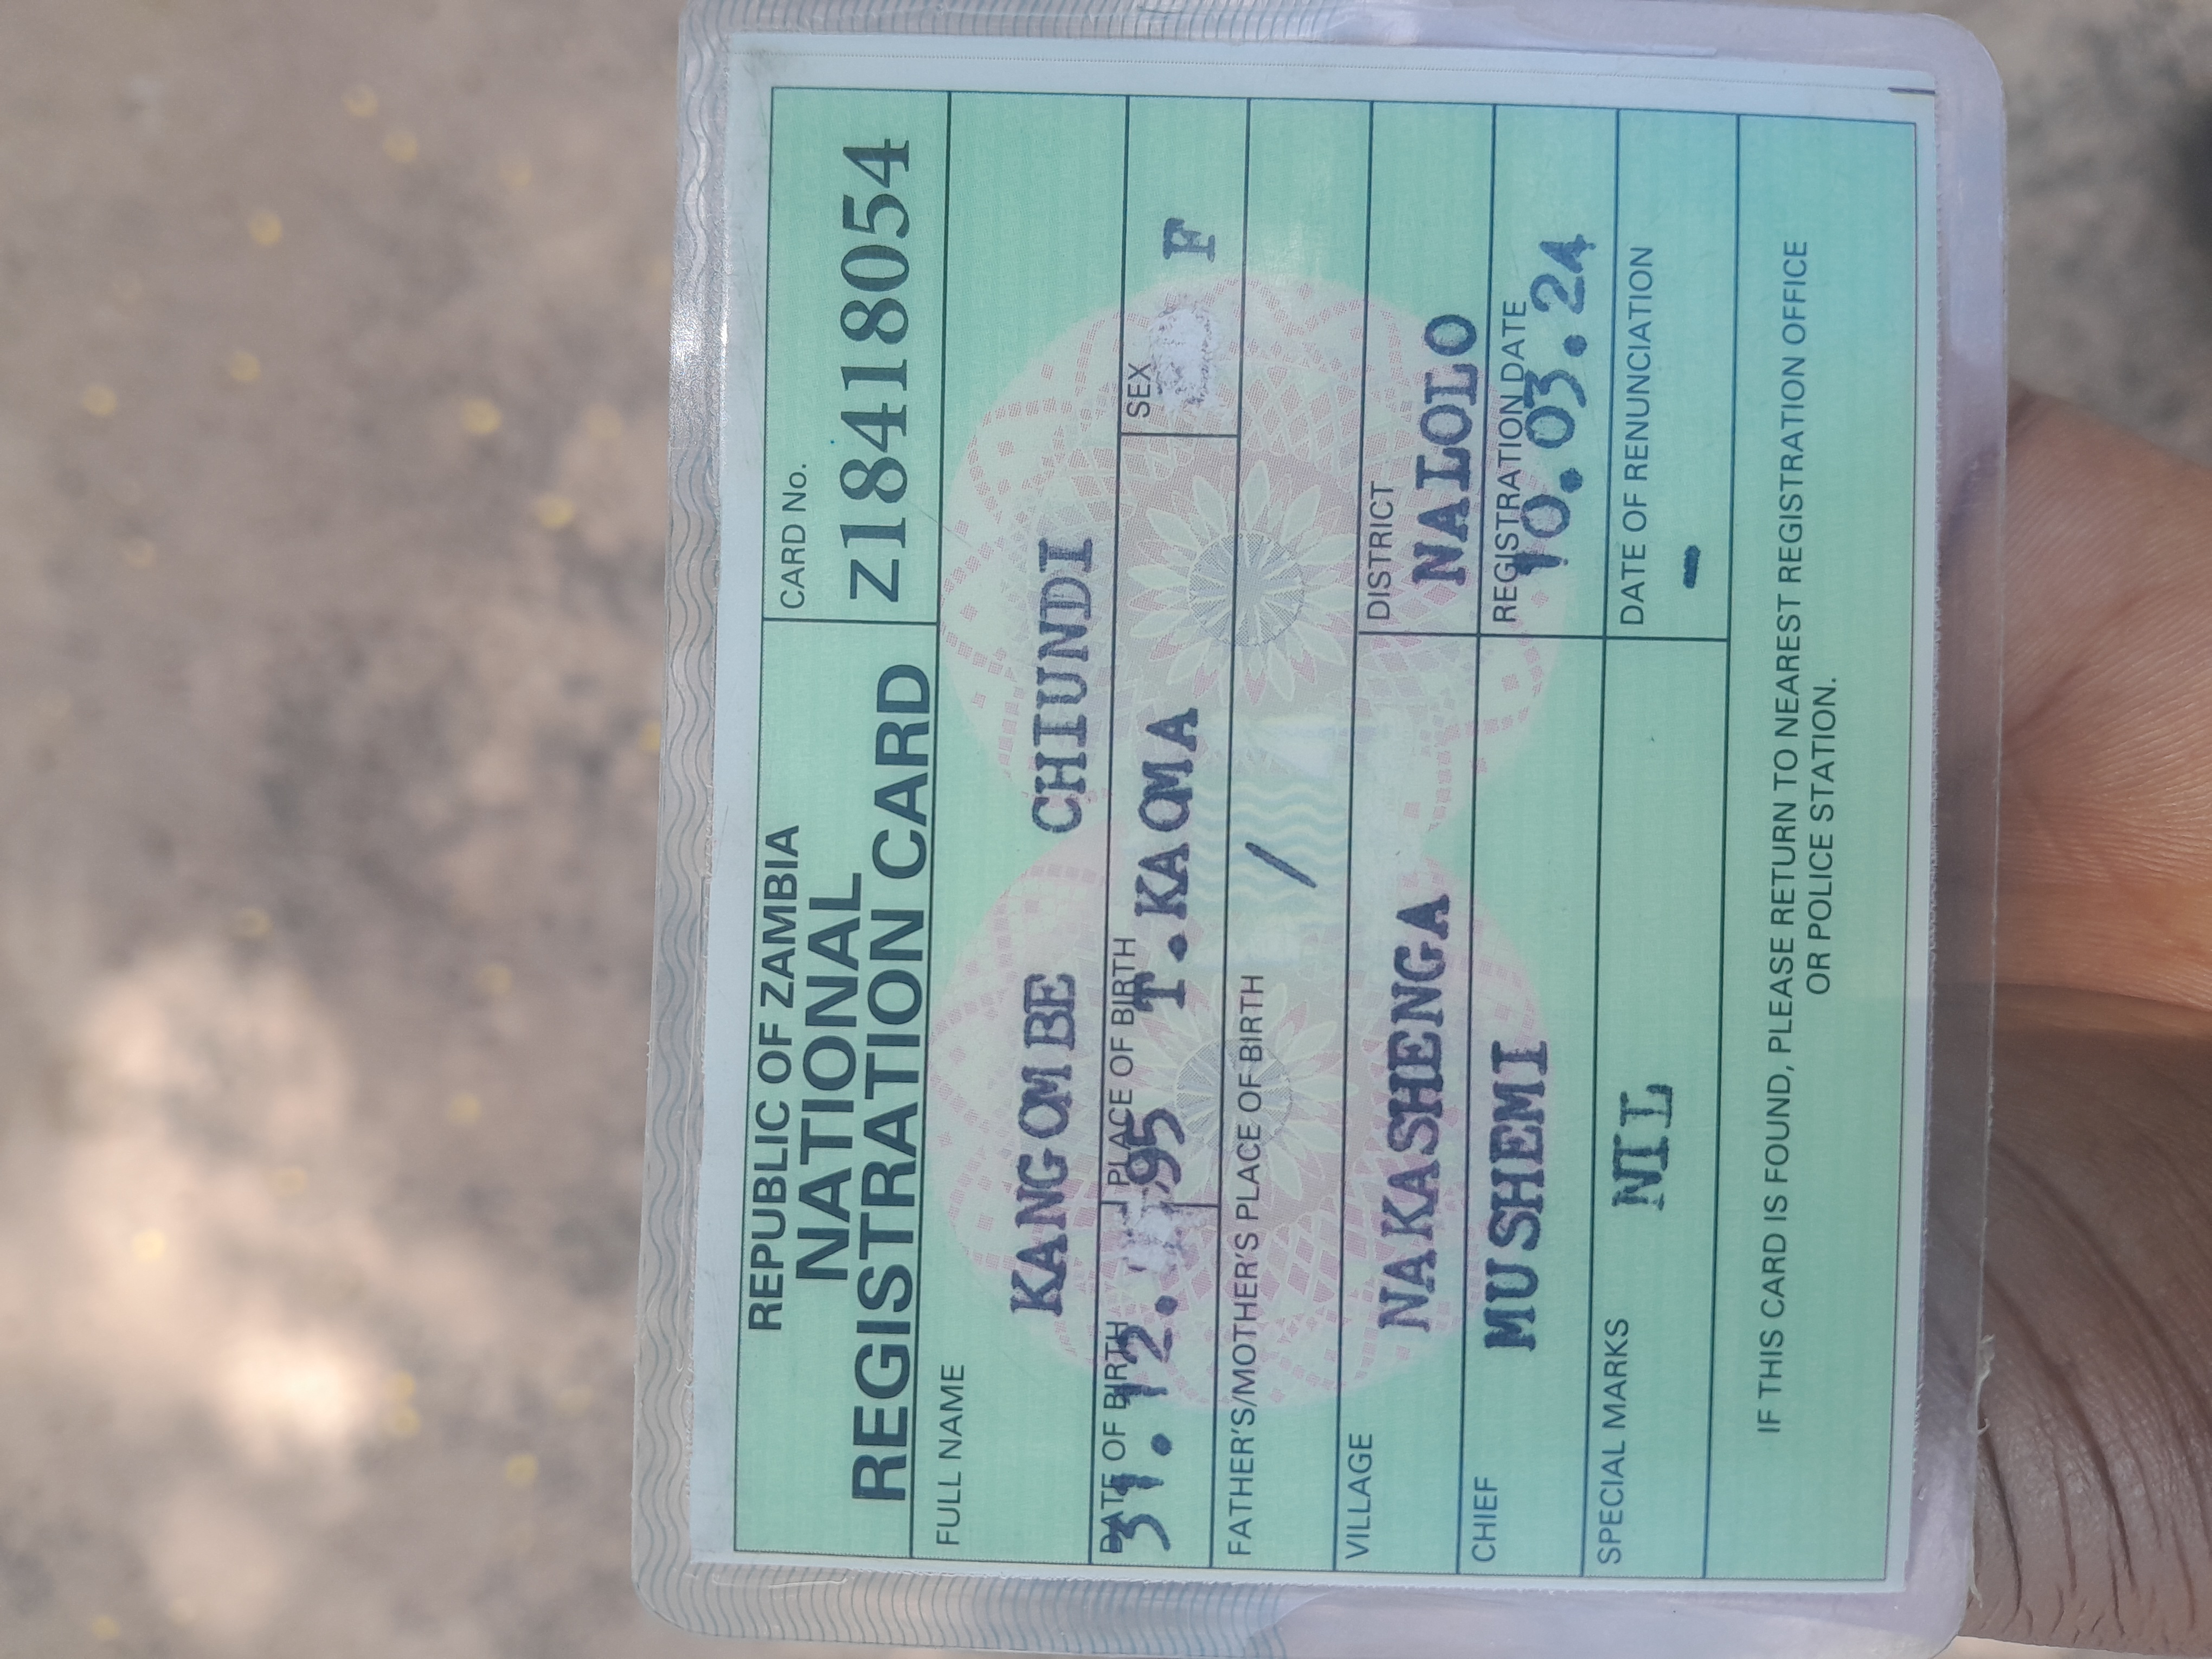 REPUBLIC OF ZAMBIA
NATIONAL
REGISTRATION CARD
CARD No.
Z18418054
FULL NAME
KANGOMBE CHIUNDI
DATE OF BIRTH
31.12. 95
PLACE OF BIRTH
T.KAOMA
SEX
F
FATHER'S/MOTHER'S PLACE OF BIRTH
/
VILLAGE
NAKASHENGA
DISTRICT
NALOLO
CHIEF
MUSHEMI
REGISTRATION DATE
10.03.24
SPECIAL MARKS
NIL
DATE OF RENUNCIATION
-
IF THIS CARD IS FOUND, PLEASE RETURN TO NEAREST REGISTRATION OFFICE
OR POLICE STATION.